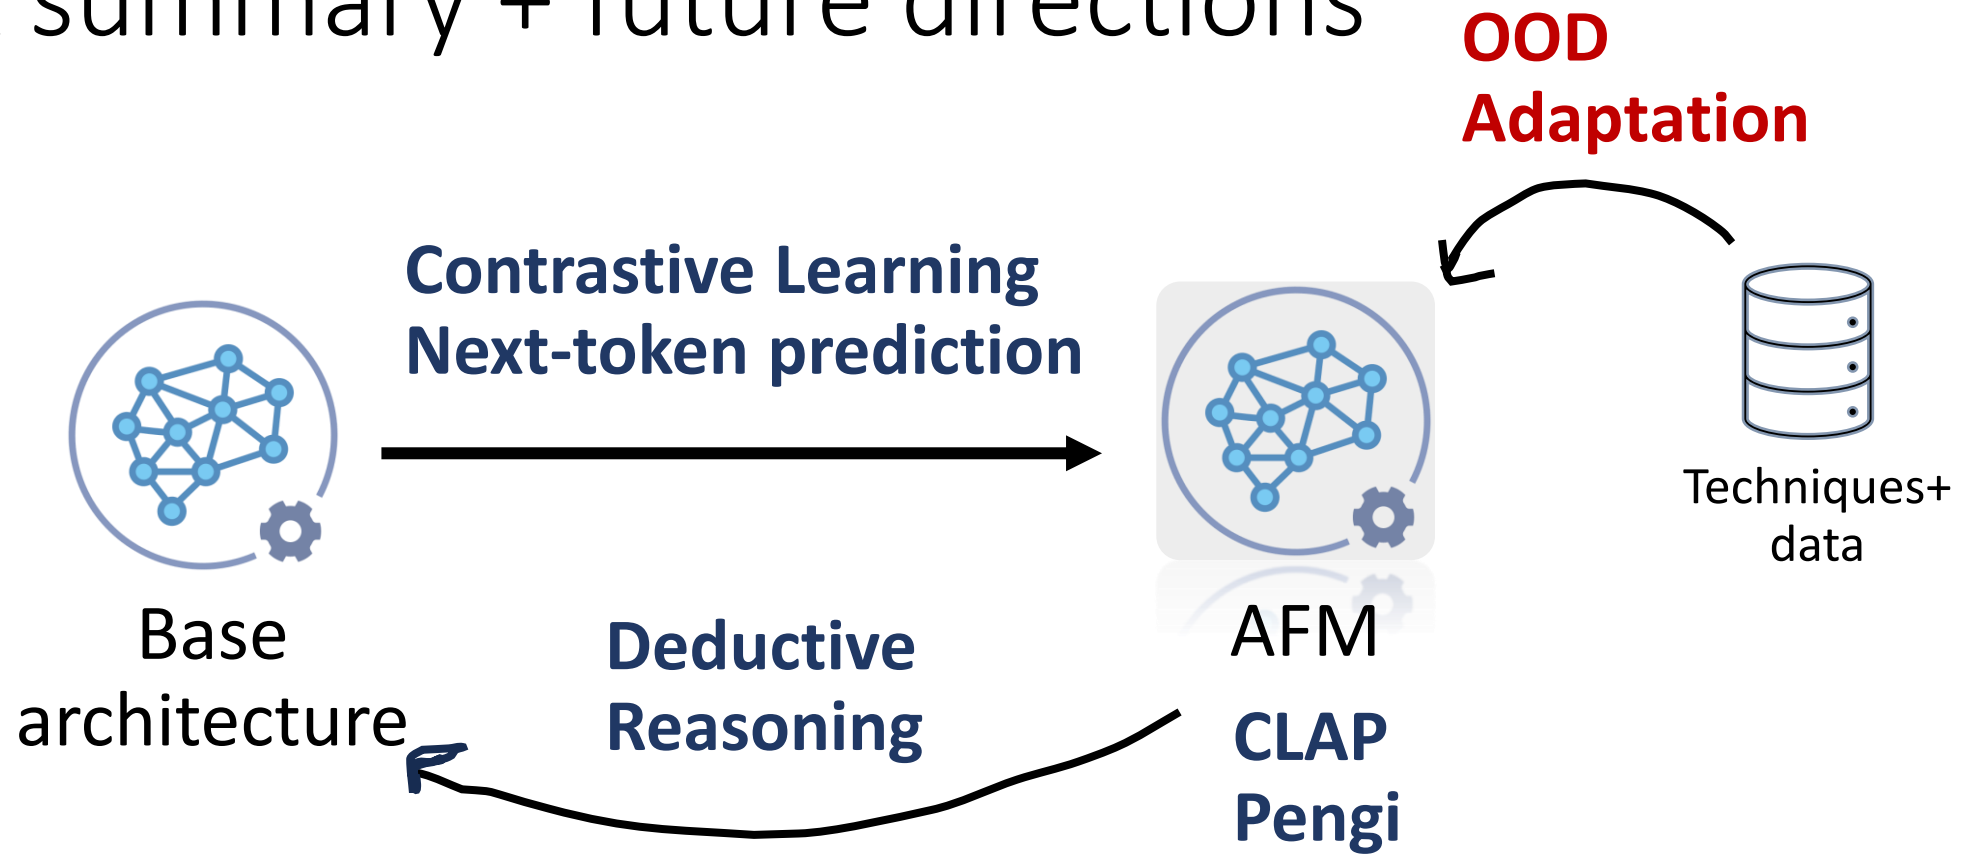 summary + future directions
OOD
Adaptation
Contrastive Learning
Next-token prediction
Techniques+
data
Base
architecture
Deductive
Reasoning
AFM
CLAP
Pengi